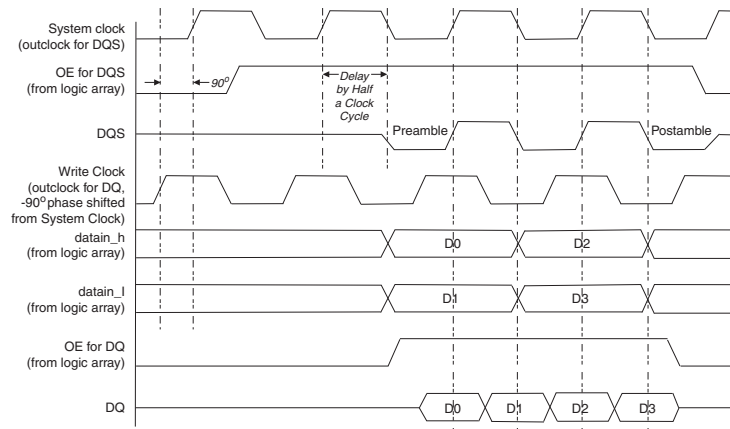 System clock
(outclock for DQS)
OE for DQS
(from logic array)
90º
Delay
by Half
a Clock
Cycle
DQS
Preamble
Postamble
Write Clock
(outclock for DQ,
-90º phase shifted
from System Clock)
datain_h
(from logic array)
D0
D2
datain_l
(from logic array)
D1
D3
OE for DQ
(from logic array)
DQ
D0
D1
D2
D3